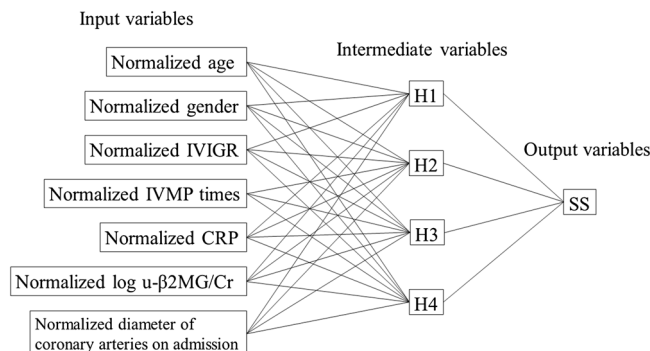 Input variables
Normalized age
Normalized gender
Normalized IVIGR
Normalized IVMP times
Normalized CRP
Normalized log u-β2MG/Cr
Normalized diameter of
coronary arteries on admission
Intermediate variables
H1
H2
H3
H4
Output variables
SS